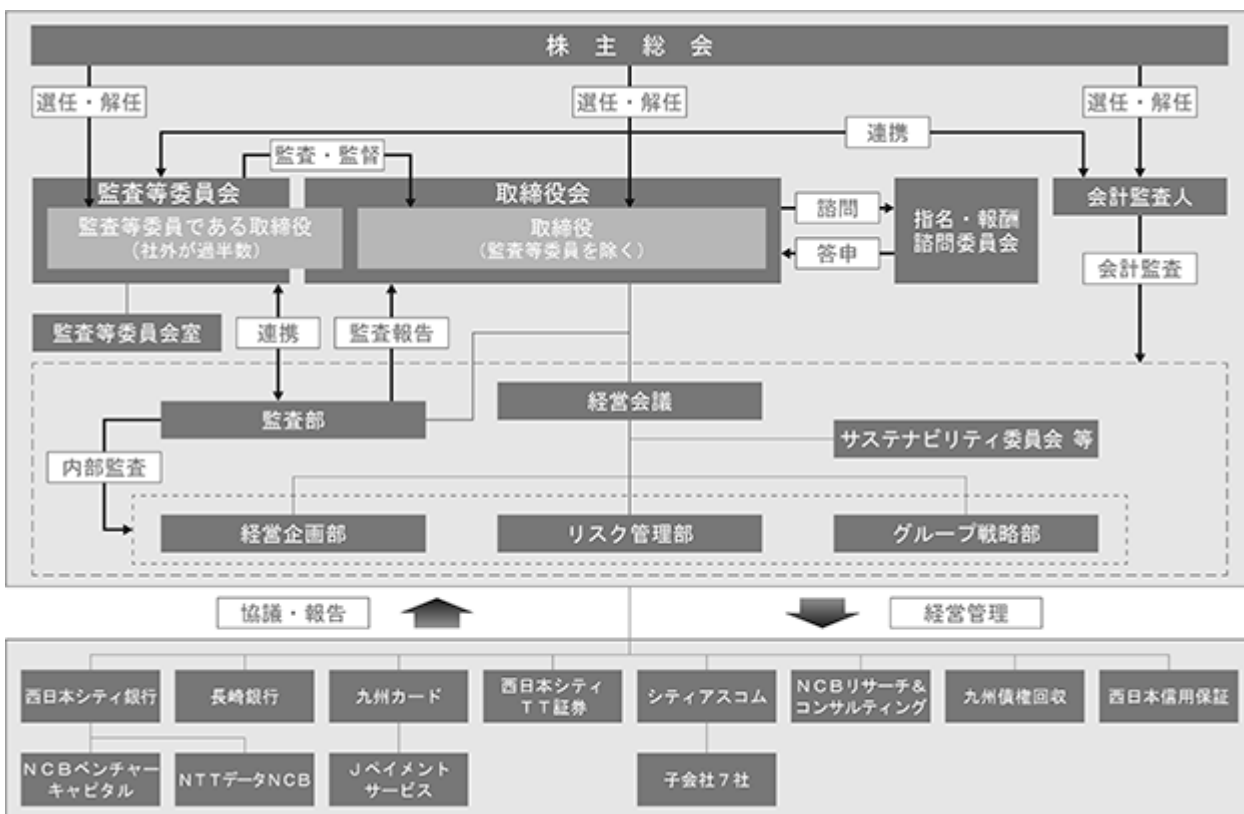 株主総会
選任・解任
選任・解任
選任・解任
連携
監査・監督
監査等委員会
取締役会
会計監査人
監査等委員である取締役
(社外が過半数)
取締役
(監査等委員を除く)
諮問
答申
指名・報酬
諮問委員会
会計監査
監査等委員会室
連携
監査報告
経営会議
監査部
サステナビリティ委員会 等
内部監査
経営企画部
リスク管理部
グループ戦略部
協議・報告
経営管理
西日本シティ銀行
長崎銀行
九州カード
西日本シティ
TT証券
シティアスコム
NCBリサーチ&
コンサルティング
九州債権回収
西日本信用保証
NCBベンチャー
キャピタル
NTTデータNCB
Jペイメント
サービス
子会社7社